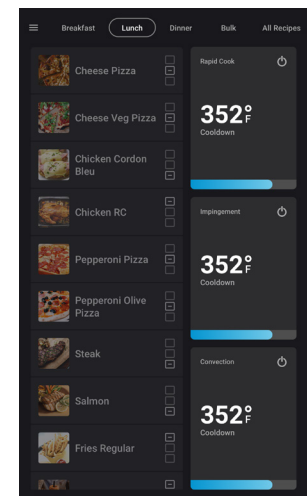 Breakfast
Lunch
Dinner
Bulk
All Recipes
Cheese Pizza
Cheese Veg Pizza
Chicken Cordon
Bleu
Chicken RC
Pepperoni Pizza
Pepperoni Olive
Pizza
Steak
Salmon
Fries Regular
Rapid Cook
352°F
Cooldown
Impingement
352°F
Cooldown
Convection
352°F
Cooldown